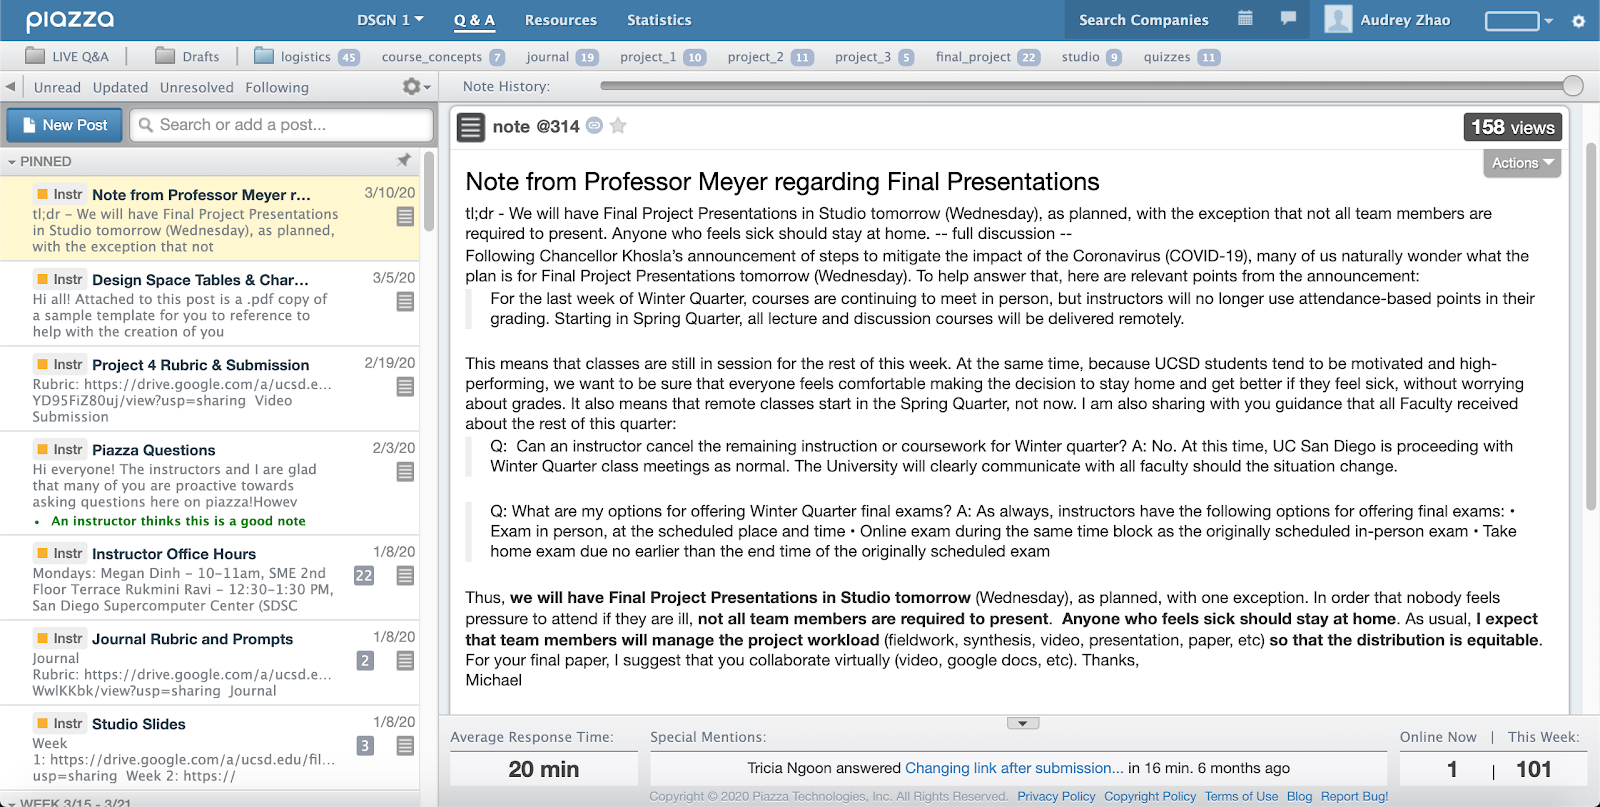 piazza
DSGN 1
Q & A
Resources
Statistics
Search Companies
Audrey Zhao
LIVE Q&A
Drafts
logistics 45
course_concepts 7
journal 19
project_1 10
project_2 11
project_3 5
final_project 22
studio 9
quizzes 11
Unread Updated Unresolved Following
Note History:
New Post
Search or add a post...
PINNED
Instr Note from Professor Meyer r... 3/10/20
tl;dr - We will have Final Project Presentations
in Studio tomorrow (Wednesday), as planned,
with the exception that not
Instr Design Space Tables & Char... 3/5/20
Hi all! Attached to this post is a .pdf copy of
a sample template for you to reference to
help with the creation of you
Instr Project 4 Rubric & Submission 2/19/20
Rubric: https://drive.google.com/a/ucsd.e...
YD95FiZ80uj/view?usp=sharing Video
Submission
Instr Piazza Questions 2/3/20
Hi everyone! The instructors and I are glad
that many of you are proactive towards
asking questions here on piazza!Howev
• An instructor thinks this is a good note
Instr Instructor Office Hours 1/8/20
Mondays: Megan Dinh - 10-11am, SME 2nd 22
Floor Terrace Rukmini Ravi - 12:30-1:30 PM,
San Diego Supercomputer Center (SDSC
Instr Journal Rubric and Prompts 1/8/20
Journal 2
Rubric: https://drive.google.com/a/ucsd.e...
WwlKKbk/view?usp=sharing Journal
Instr Studio Slides 1/8/20
Week 3
1: https://drive.google.com/a/ucsd.edu/fil...
usp=sharing Week 2: https://
WEEK 3/15 - 3/21
note @314
158 views
Actions
Note from Professor Meyer regarding Final Presentations
tl;dr - We will have Final Project Presentations in Studio tomorrow (Wednesday), as planned, with the exception that not all team members are
required to present. Anyone who feels sick should stay at home. -- full discussion --
Following Chancellor Khosla's announcement of steps to mitigate the impact of the Coronavirus (COVID-19), many of us naturally wonder what the
plan is for Final Project Presentations tomorrow (Wednesday). To help answer that, here are relevant points from the announcement:
For the last week of Winter Quarter, courses are continuing to meet in person, but instructors will no longer use attendance-based points in their
grading. Starting in Spring Quarter, all lecture and discussion courses will be delivered remotely.
This means that classes are still in session for the rest of this week. At the same time, because UCSD students tend to be motivated and high-
performing, we want to be sure that everyone feels comfortable making the decision to stay home and get better if they feel sick, without worrying
about grades. It also means that remote classes start in the Spring Quarter, not now. I am also sharing with you guidance that all Faculty received
about the rest of this quarter:
Q: Can an instructor cancel the remaining instruction or coursework for Winter quarter? A: No. At this time, UC San Diego is proceeding with
Winter Quarter class meetings as normal. The University will clearly communicate with all faculty should the situation change.
Q: What are my options for offering Winter Quarter final exams? A: As always, instructors have the following options for offering final exams: •
Exam in person, at the scheduled place and time • Online exam during the same time block as the originally scheduled in-person exam • Take
home exam due no earlier than the end time of the originally scheduled exam
Thus, we will have Final Project Presentations in Studio tomorrow (Wednesday), as planned, with one exception. In order that nobody feels
pressure to attend if they are ill, not all team members are required to present. Anyone who feels sick should stay at home. As usual, I expect
that team members will manage the project workload (fieldwork, synthesis, video, presentation, paper, etc) so that the distribution is equitable.
For your final paper, I suggest that you collaborate virtually (video, google docs, etc). Thanks,
Michael
Average Response Time:
20 min
Special Mentions:
Tricia Ngoon answered Changing link after submission... in 16 min. 6 months ago
Online Now | This Week:
1 | 101
Copyright © 2020 Piazza Technologies, Inc. All Rights Reserved. Privacy Policy Copyright Policy Terms of Use Blog Report Bug!